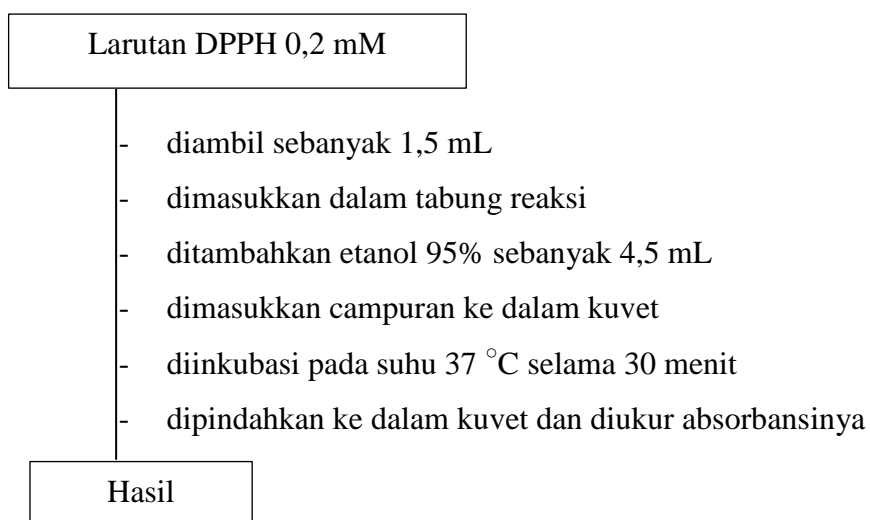 Larutan DPPH 0,2 mM
- diambil sebanyak 1,5 mL
- dimasukkan dalam tabung reaksi
- ditambahkan etanol 95% sebanyak 4,5 mL
- dimasukkan campuran ke dalam kuvet
- diinkubasi pada suhu 37 °C selama 30 menit
- dipindahkan ke dalam kuvet dan diukur absorbansinya
Hasil